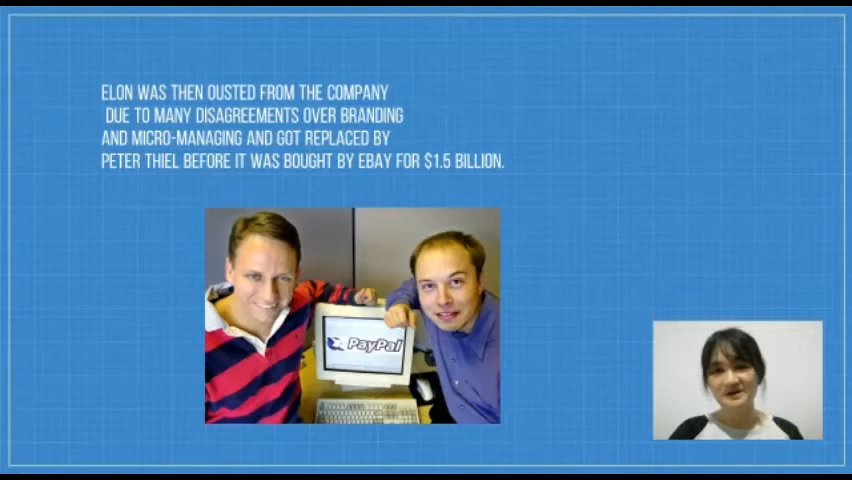 ELON WAS THEN OUSTED FROM THE COMPANY
DUE TO MANY DISAGREEMENTS OVER BRANDING
AND MICRO-MANAGING AND GOT REPLACED BY
PETER THIEL BEFORE IT WAS BOUGHT BY EBAY FOR $1.5 BILLION.
PayPal